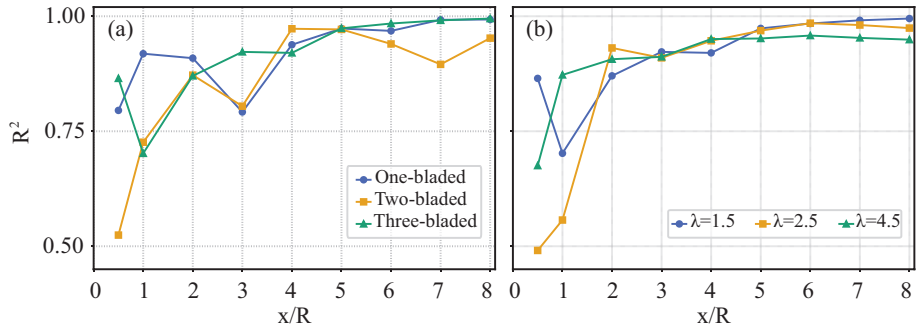 (a)
1.00
0.75
0.50
R²
One-bladed
Two-bladed
Three-bladed
0 1 2 3 4 5 6 7 8
x/R
(b)
λ=1.5 λ=2.5 λ=4.5
0 1 2 3 4 5 6 7 8
x/R